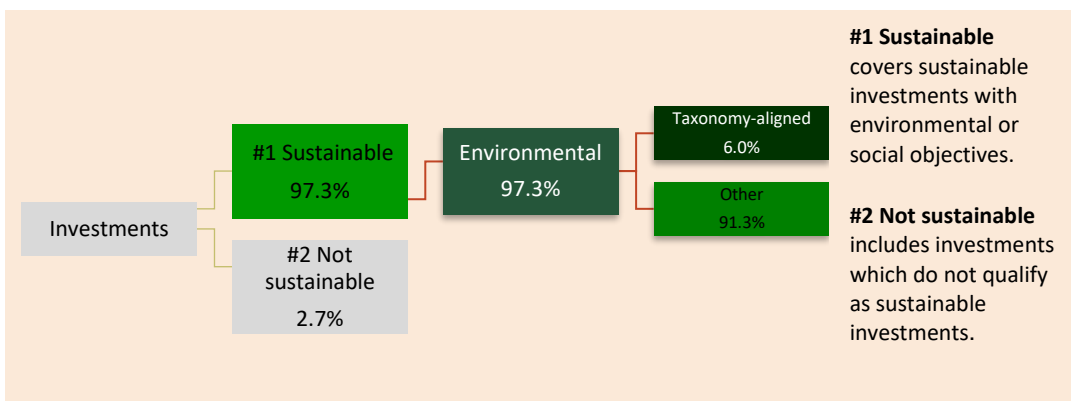 Investments
#1 Sustainable
97.3%
#2 Not
sustainable
2.7%
Environmental
97.3%
Taxonomy-aligned
6.0%
Other
91.3%
#1 Sustainable
covers sustainable
investments with
environmental or
social objectives.
#2 Not sustainable
includes investments
which do not qualify
as sustainable
investments.